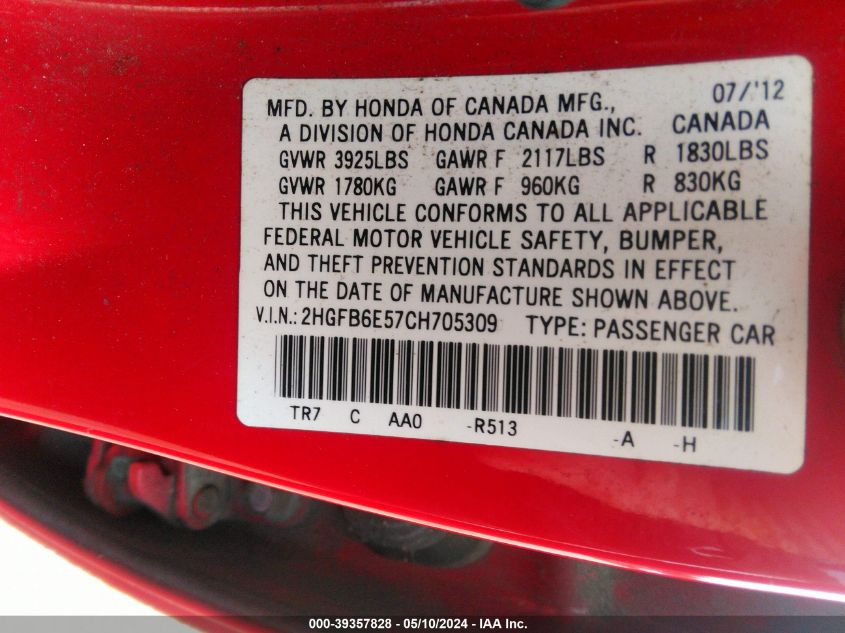 07/'12
MFD. BY HONDA OF CANADA MFG.,
A DIVISION OF HONDA CANADA INC. CANADA
GVWR 3925LBS GAWR F 2117LBS R 1830LBS
GVWR 1780KG GAWR F 960KG R 830KG
THIS VEHICLE CONFORMS TO ALL APPLICABLE
FEDERAL MOTOR VEHICLE SAFETY, BUMPER,
AND THEFT PREVENTION STANDARDS IN EFFECT
ON THE DATE OF MANUFACTURE SHOWN ABOVE.
V.I.N.: 2HGFB6E57CH705309 TYPE: PASSENGER CAR
TR7 C AA0 -R513 -A -H
000-39357828 - 05/10/2024 - IAA Inc.